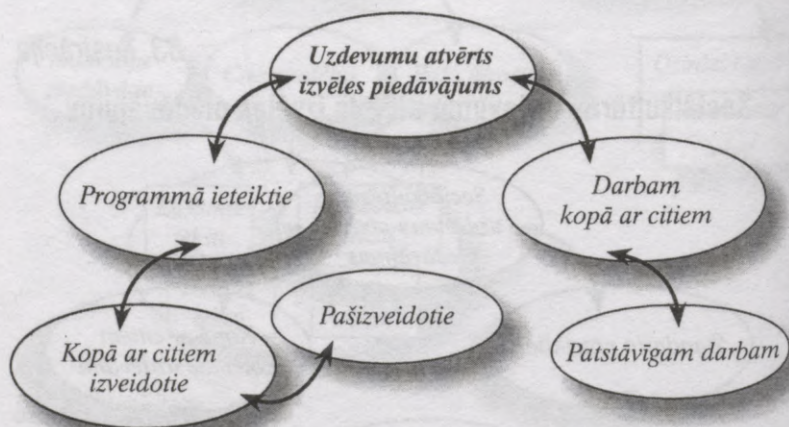 Uzdevumu atvērts
izvēles piedāvājums
Programmā ieteiktie
Darbam
kopā ar citiem
Pašizveidotie
Kopā ar citiem
izveidotie
Patstāvīgam darbam